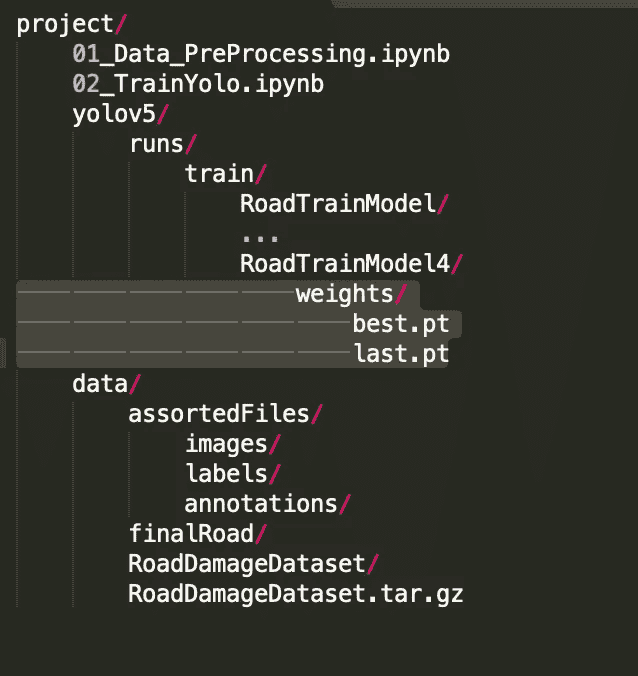 project/
01_Data_PreProcessing.ipynb
02_TrainYolo.ipynb
yolov5/
runs/
train/
RoadTrainModel/
...
RoadTrainModel4/
weights/
best.pt
last.pt
data/
assortedFiles/
images/
labels/
annotations/
finalRoad/
RoadDamageDataset/
RoadDamageDataset.tar.gz